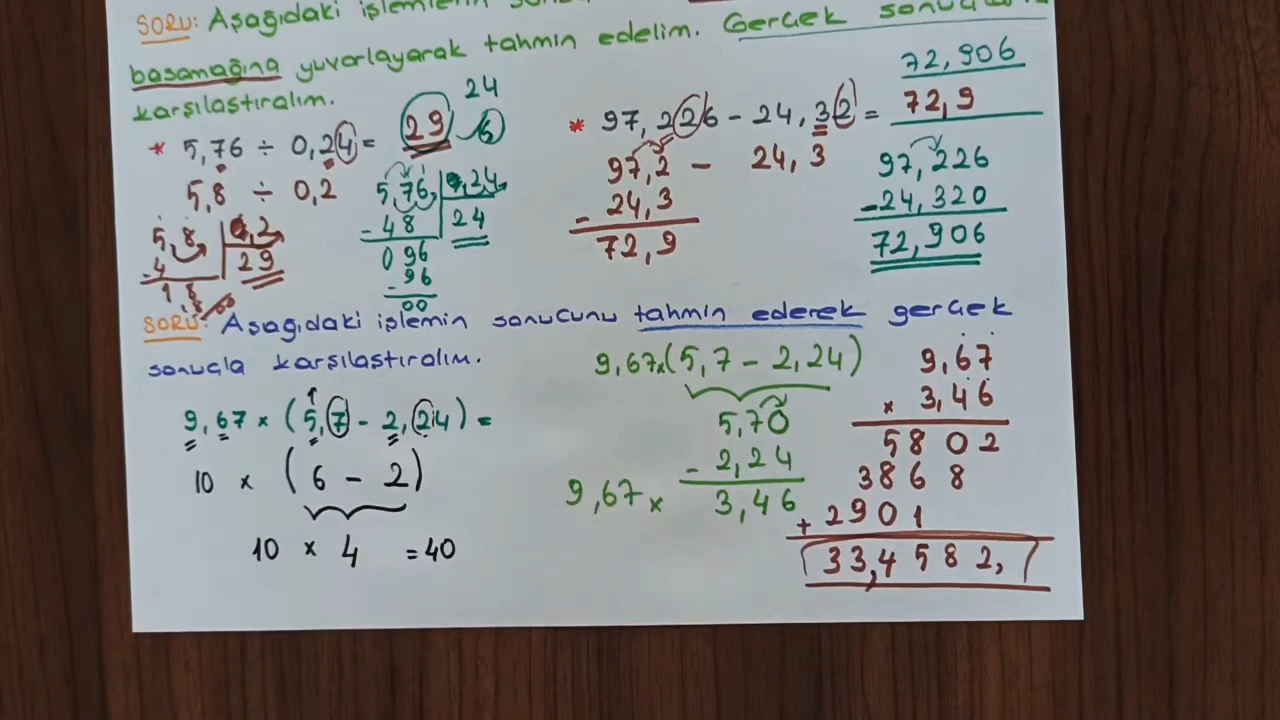 SORU: Aşağıdaki işlemlerin
basamağına yuvarlayarak tahmin edelim. Gerçek
karşılaştıralım.
* 5,76 ÷ 0,24 = 29
24
5
5,8 ÷ 0,2
5,8 0,2
- 4 29
18
18
00
5,76 0,24
- 48 24
096
- 96
00
* 97,226 - 24,32 =
72,906
72,9
97,2 - 24,3
- 24,3
72,9
97,226
- 24,320
72,906
SORU: Aşağıdaki işlemin sonucunu tahmin ederek gerçek
sonuçla karşılaştıralım.
9,67 × (5,7 - 2,24) =
10 × (6 - 2)
10 × 4 = 40
9,67×(5,7 - 2,24)
5,70
- 2,24
9,67 × 3,46
9,67
× 3,46
5802
3868
+ 2901
33,4582,